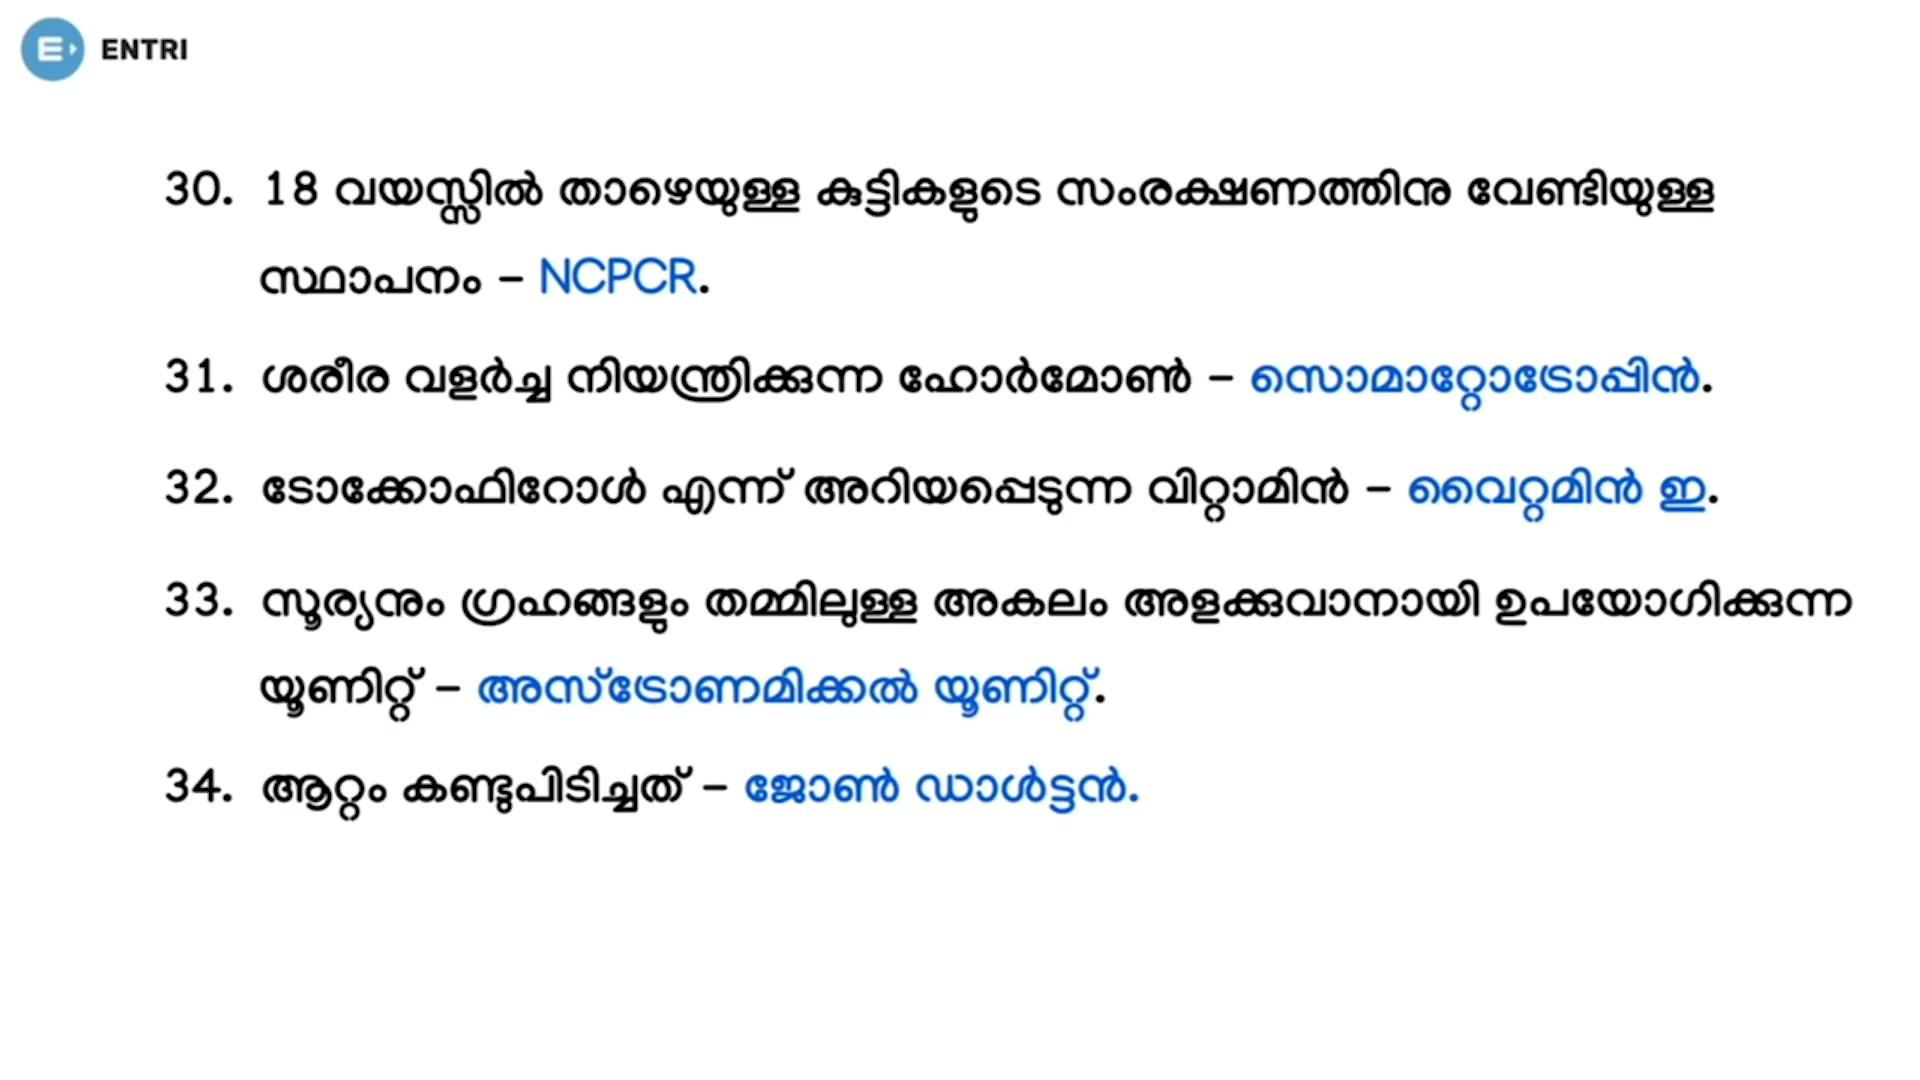 ENTRI
30. 18 വയസ്സിൽ താഴെയുള്ള കുട്ടികളുടെ സംരക്ഷണത്തിനു വേണ്ടിയുള്ള
സ്ഥാപനം – NCPCR.
31. ശരീര വളർച്ച നിയന്ത്രിക്കുന്ന ഹോർമോൺ – സൊമാറ്റോട്രോപ്പിൻ.
32. ടോക്കോഫിറോൾ എന്ന് അറിയപ്പെടുന്ന വിറ്റാമിൻ – വൈറ്റമിൻ ഇ.
33. സൂര്യനും ഗ്രഹങ്ങളും തമ്മിലുള്ള അകലം അളക്കുവാനായി ഉപയോഗിക്കുന്ന
യൂണിറ്റ് – അസ്ട്രോണമിക്കൽ യൂണിറ്റ്.
34. ആറ്റം കണ്ടുപിടിച്ചത് – ജോൺ ഡാൾട്ടൻ.